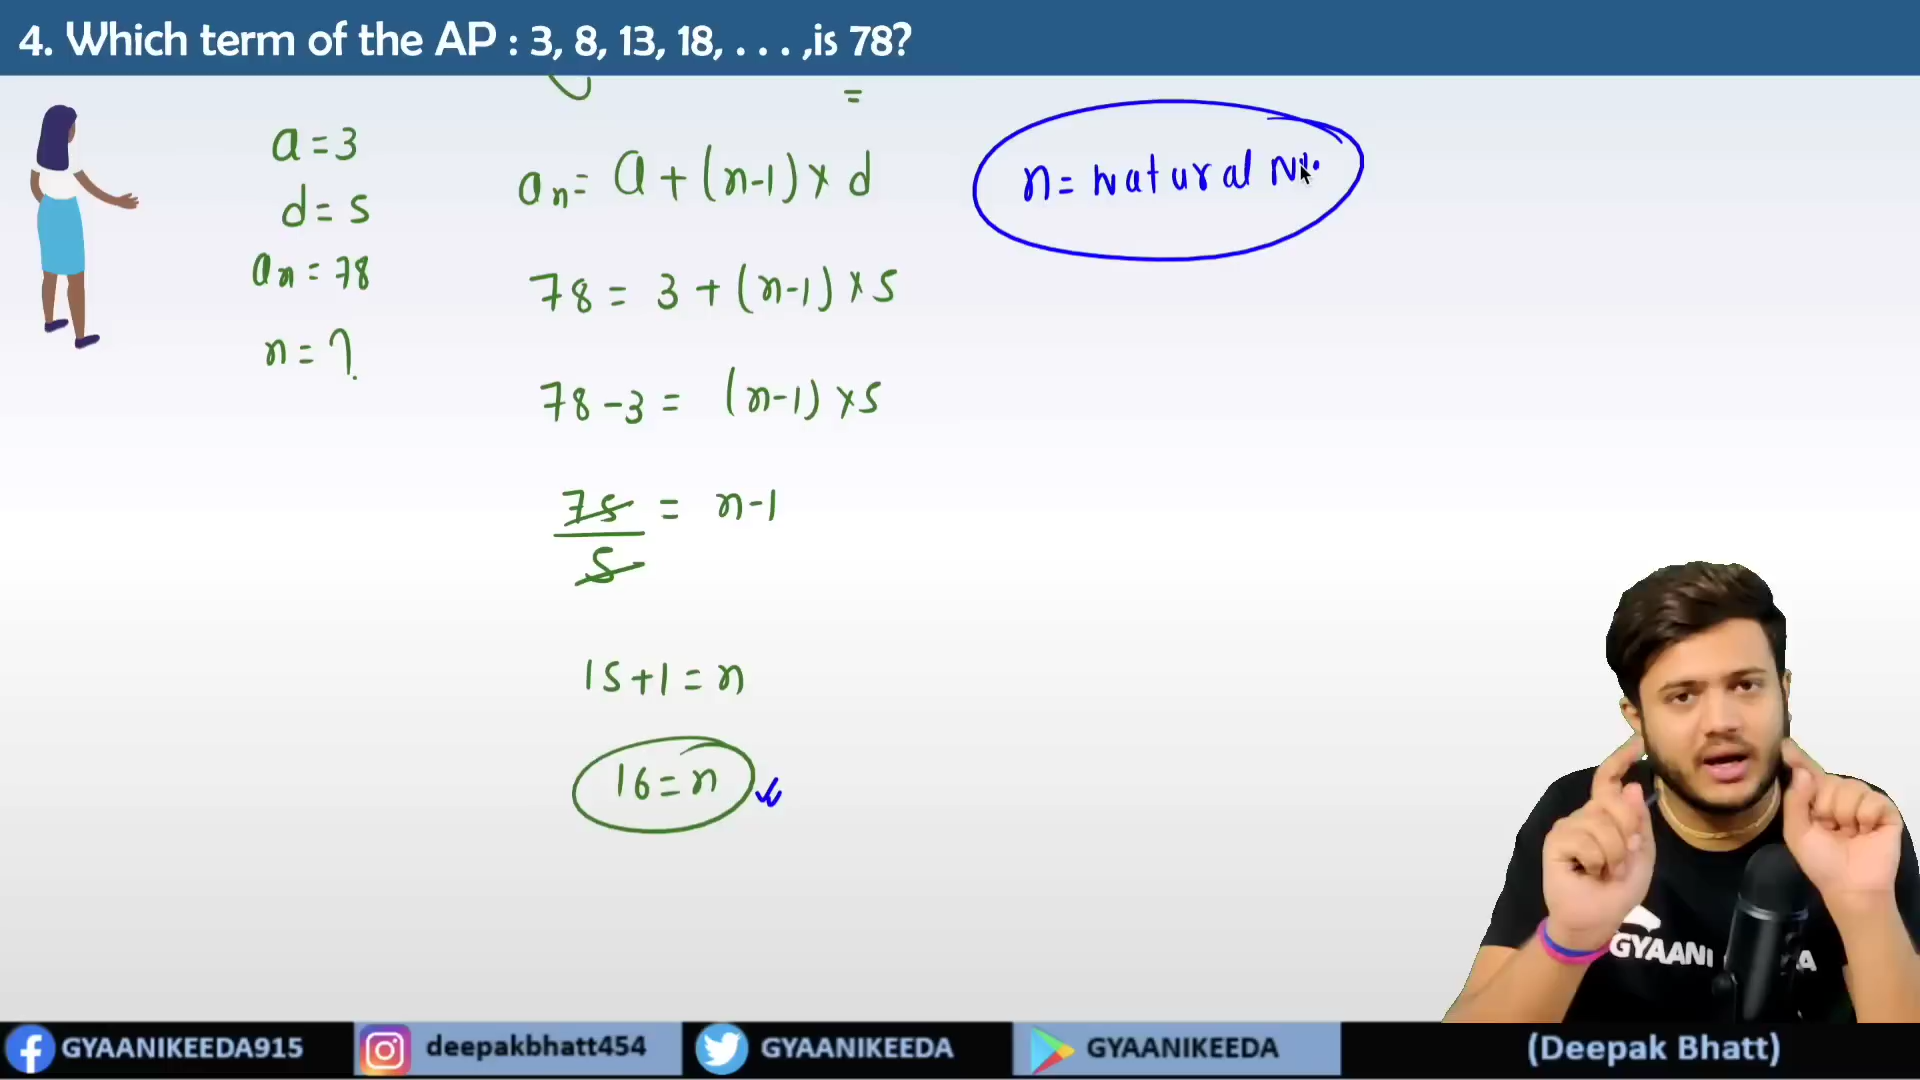 4. Which term of the AP : 3, 8, 13, 18, . . . ,is 78?
=
a = 3
d = 5
an = 78
n = ?
an = a + (n-1) × d
78 = 3 + (n-1) × 5
78 - 3 = (n-1) × 5
75/5 = n-1
15+1 = n
16 = n
n = natural No.
GYAANI
A
GYAANIKEEDA915
deepakbhatt454
GYAANIKEEDA
GYAANIKEEDA
(Deepak Bhatt)